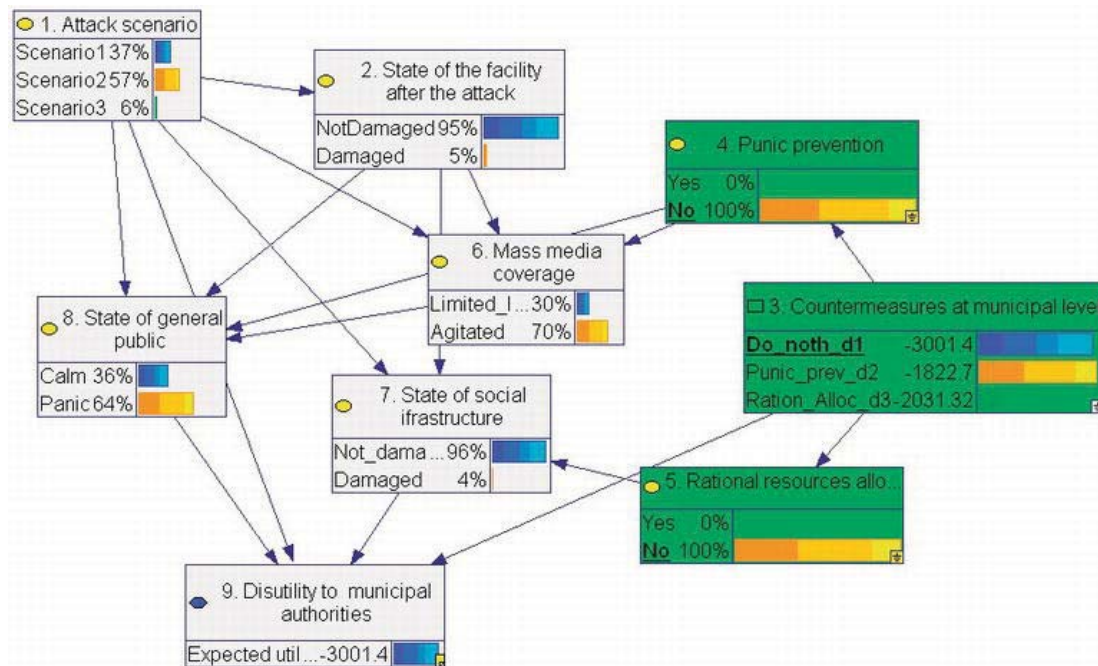 1. Attack scenario
Scenario1 37%
Scenario2 57%
Scenario3 6%
2. State of the facility
after the attack
NotDamaged 95%
Damaged 5%
4. Punic prevention
Yes 0%
No 100%
6. Mass media
coverage
Limited_l... 30%
Agitated 70%
3. Countermeasures at municipal leve
Do_noth_d1 -3001.4
Punic_prev_d2 -1822.7
Ration_Alloc_d3 -2031.32
8. State of general
public
Calm 36%
Panic 64%
7. State of social
ifrastructure
Not_dama ... 96%
Damaged 4%
5. Rational resources allo...
Yes 0%
No 100%
9. Disutility to municipal
authorities
Expected util ... -3001.4